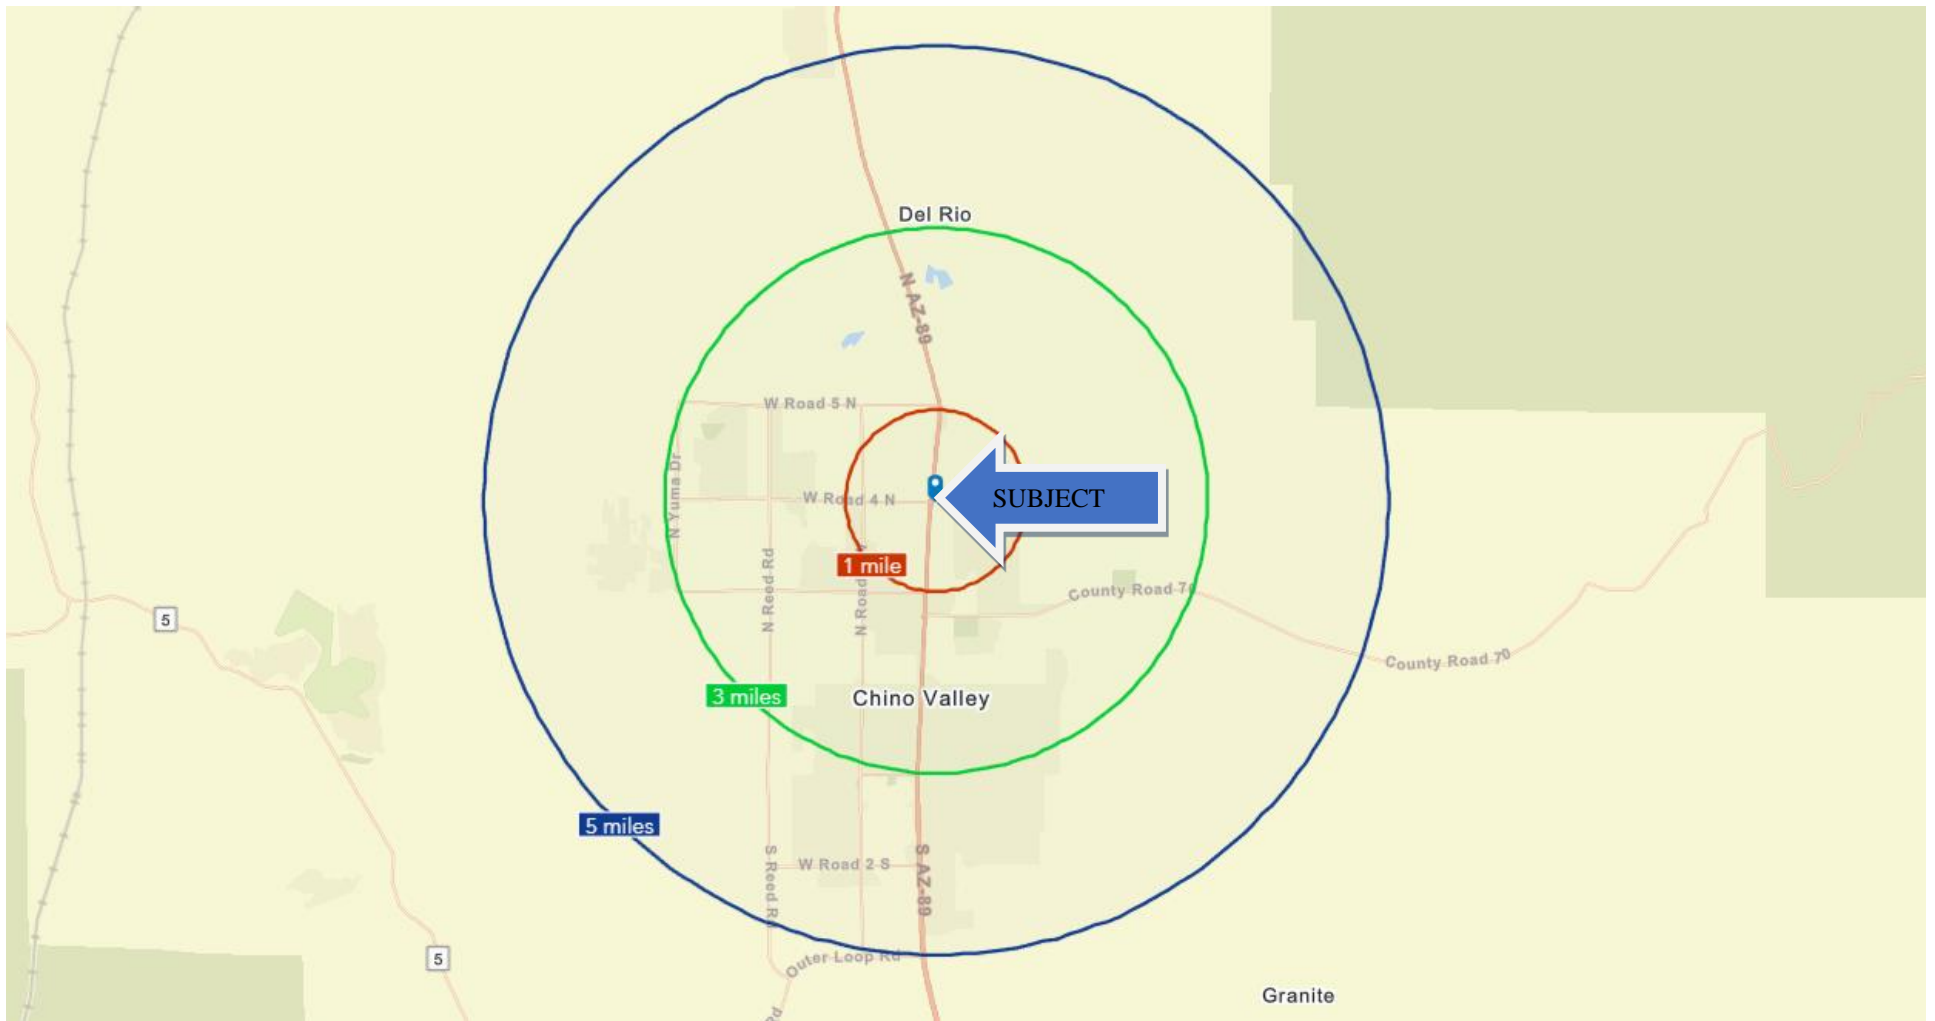 Del Rio
N AZ-89
W Road 5 N
N Yuma Dr
W Road 4 N
SUBJECT
1 mile
N Reed Rd
N Road
County Road 70
5
County Road 70
3 miles
Chino Valley
5 miles
S Reed Rd
W Road 2 S
S AZ-89
5
Outer Loop Rd
Rd
Granite